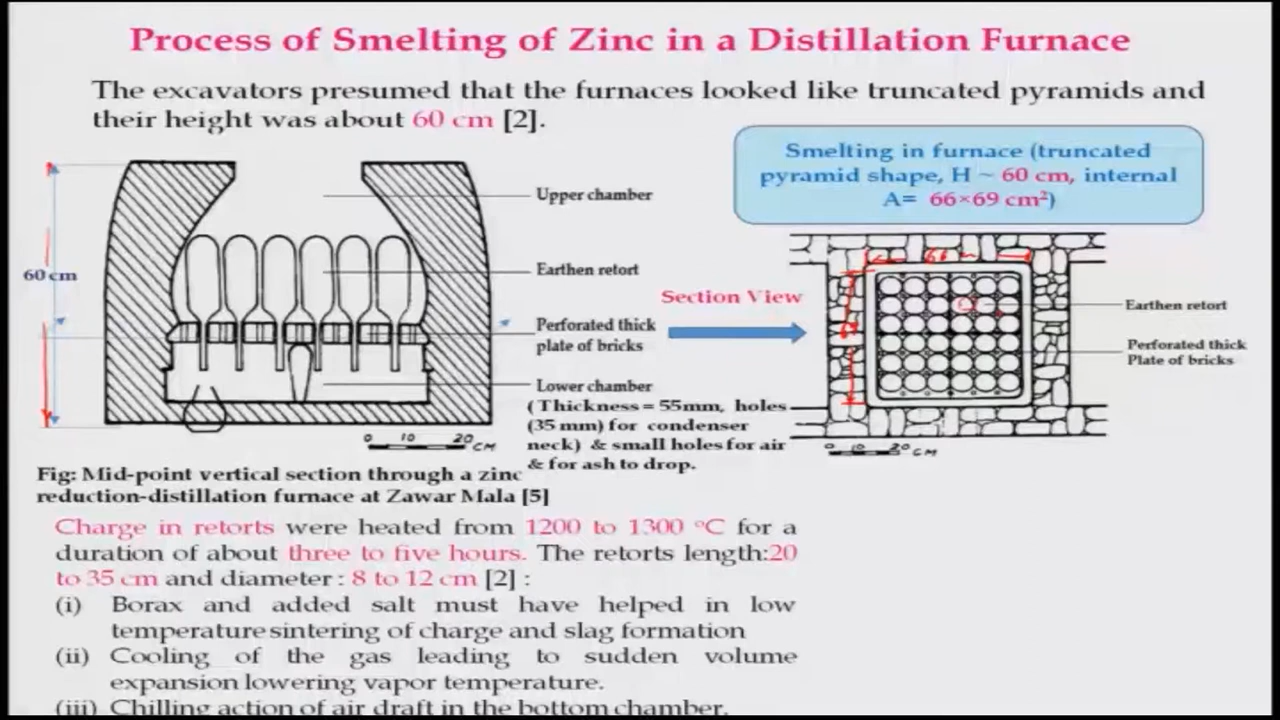 Process of Smelting of Zinc in a Distillation Furnace
The excavators presumed that the furnaces looked like truncated pyramids and
their height was about 60 cm [2].
Smelting in furnace (truncated
pyramid shape, H ~ 60 cm, internal
A= 66×69 cm²)
60 cm
Upper chamber
Earthen retort
Perforated thick
plate of bricks
Lower chamber
(Thickness = 55mm, holes
(35 mm) for condenser
neck) & small holes for air
& for ash to drop.
0 10 20 CM
Section View
Earthen retort
Perforated thick
Plate of bricks
0 10 20 CM
Fig: Mid-point vertical section through a zinc
reduction-distillation furnace at Zawar Mala [5]
Charge in retorts were heated from 1200 to 1300 °C for a
duration of about three to five hours. The retorts length:20
to 35 cm and diameter : 8 to 12 cm [2] :
(i) Borax and added salt must have helped in low
temperature sintering of charge and slag formation
(ii) Cooling of the gas leading to sudden volume
expansion lowering vapor temperature.
(iii) Chilling action of air draft in the bottom chamber.